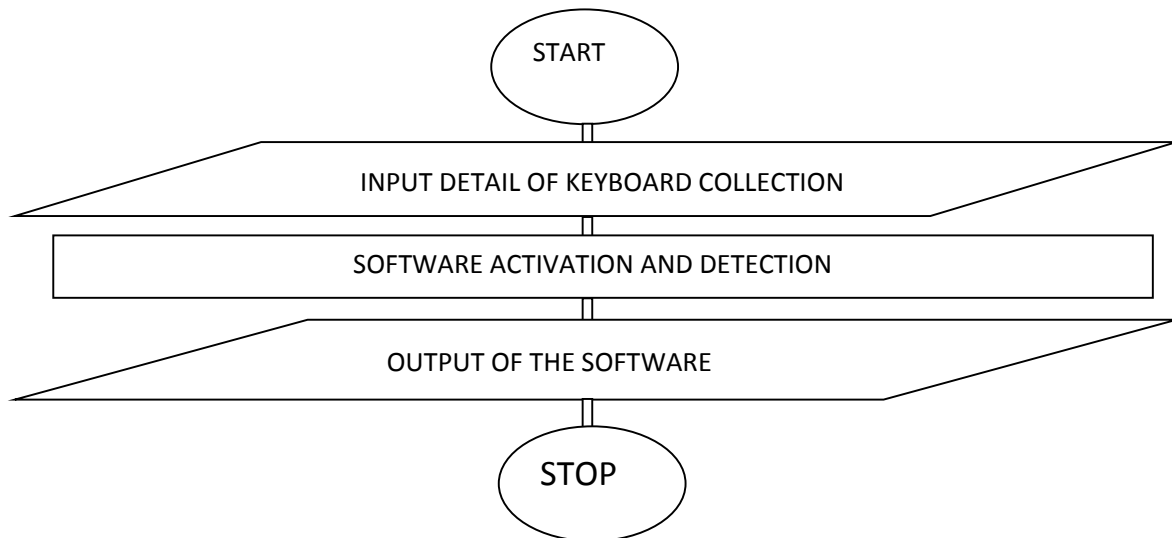 START
INPUT DETAIL OF KEYBOARD COLLECTION
SOFTWARE ACTIVATION AND DETECTION
OUTPUT OF THE SOFTWARE
STOP